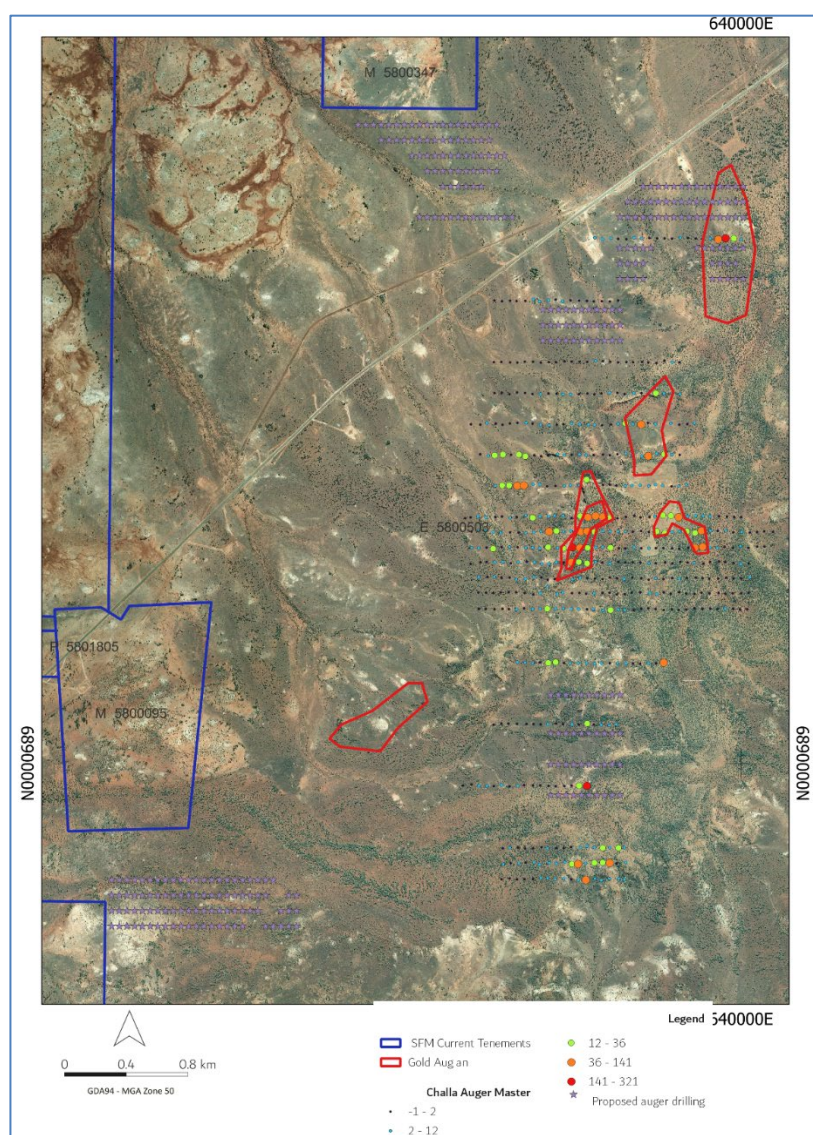 640000E
M 5800347
E 5800503
P 5801805
M 5800095
N0000689
N0000689
640000E
Legend
0 0.4 0.8 km
GDA94 - MGA Zone 50
SFM Current Tenements
Gold Aug an
Challa Auger Master
-1 - 2
2 - 12
12 - 36
36 - 141
141 - 321
Proposed auger drilling